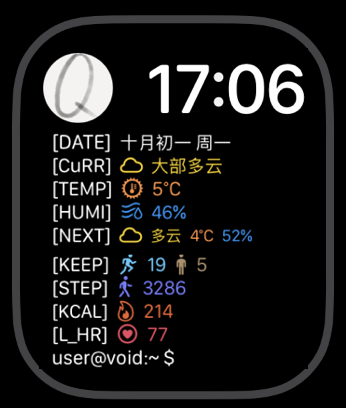 Q
17:06
[DATE] 十月初一 周一
[CuRR] 大部多云
[TEMP] 5°C
[HUMI] 46%
[NEXT] 多云 4°C 52%
[KEEP] 19 5
[STEP] 3286
[KCAL] 214
[L_HR] 77
user@void:~ $